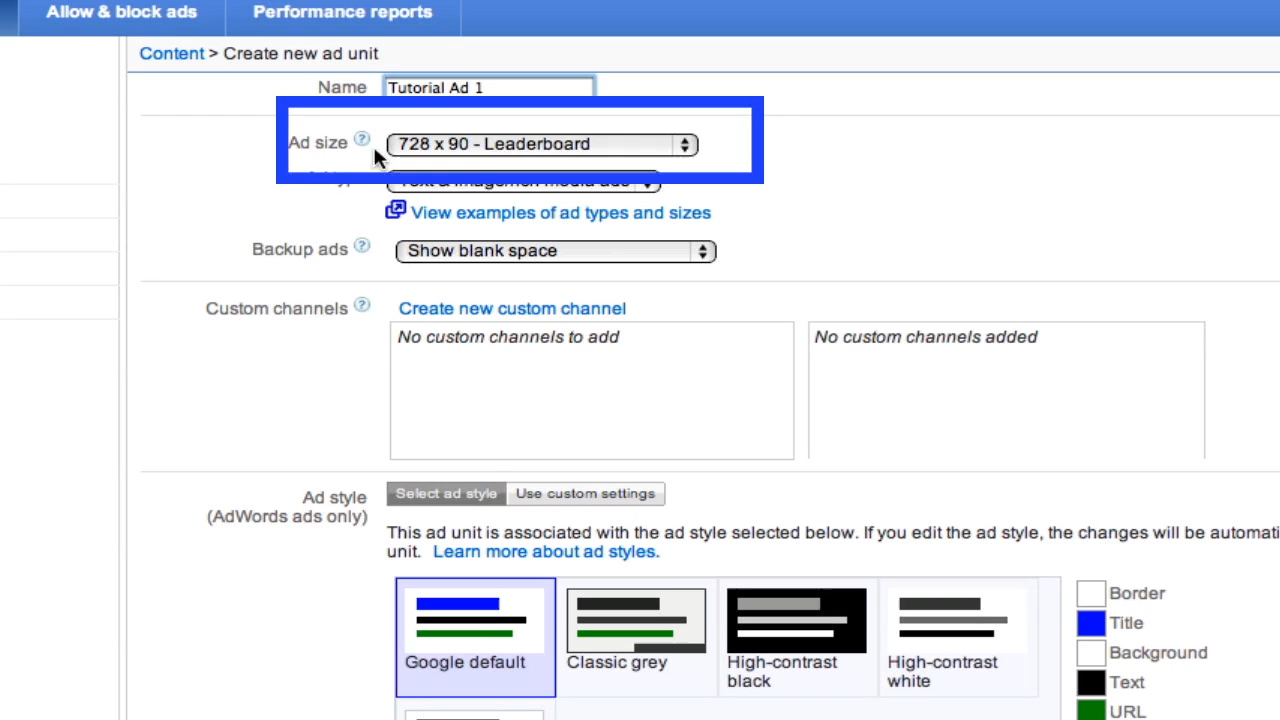 Allow & block ads Performance reports
Content > Create new ad unit
Name Tutorial Ad 1
Ad size 728 x 90 - Leaderboard
View examples of ad types and sizes
Backup ads Show blank space
Custom channels Create new custom channel
No custom channels to add No custom channels added
Ad style Select ad style Use custom settings
(AdWords ads only)
This ad unit is associated with the ad style selected below. If you edit the ad style, the changes will be automati
unit. Learn more about ad styles.
Border
Title
Background
Google default Classic grey High-contrast black High-contrast white
Text
URL